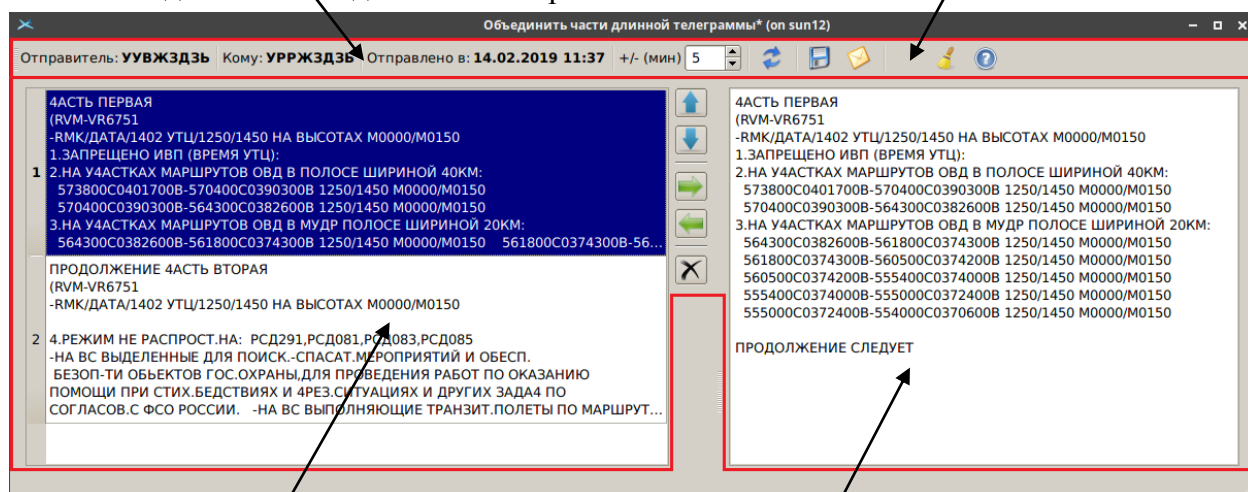 Объединить части длинной телеграммы* (on sun12)
Отправитель: УУВЖЗДЗЬ Кому: УРРЖЗДЗЬ Отправлено в: 14.02.2019 11:37 +/- (мин) 5
1
4АСТЬ ПЕРВАЯ
(RVM-VR6751
-RMK/ДАТА/1402 УТЦ/1250/1450 НА ВЫСОТАХ М0000/М0150
1.ЗАПРЕЩЕНО ИВП (ВРЕМЯ УТЦ):
2.НА У4АСТКАХ МАРШРУТОВ ОВД В ПОЛОСЕ ШИРИНОЙ 40КМ:
573800С0401700В-570400С0390300В 1250/1450 М0000/М0150
570400С0390300В-564300С0382600В 1250/1450 М0000/М0150
3.НА У4АСТКАХ МАРШРУТОВ ОВД В МУДР ПОЛОСЕ ШИРИНОЙ 20КМ:
564300С0382600В-561800С0374300В 1250/1450 М0000/М0150 561800С0374300В-56...
2
ПРОДОЛЖЕНИЕ 4АСТЬ ВТОРАЯ
(RVM-VR6751
-RMK/ДАТА/1402 УТЦ/1250/1450 НА ВЫСОТАХ М0000/М0150
4.РЕЖИМ НЕ РАСПРОСТ.НА: РСД291,РСД081,РСД083,РСД085
-НА ВС ВЫДЕЛЕННЫЕ ДЛЯ ПОИСК.-СПАСАТ.МЕРОПРИЯТИЙ И ОБЕСП.
БЕЗОП-ТИ ОБЬЕКТОВ ГОС.ОХРАНЫ,ДЛЯ ПРОВЕДЕНИЯ РАБОТ ПО ОКАЗАНИЮ
ПОМОЩИ ПРИ СТИХ.БЕДСТВИЯХ И 4РЕЗ.СИТУАЦИЯХ И ДРУГИХ ЗАДА4 ПО
СОГЛАСОВ.С ФСО РОССИИ. -НА ВС ВЫПОЛНЯЮЩИЕ ТРАНЗИТ.ПОЛЕТЫ ПО МАРШРУТ...
4АСТЬ ПЕРВАЯ
(RVM-VR6751
-RMK/ДАТА/1402 УТЦ/1250/1450 НА ВЫСОТАХ М0000/М0150
1.ЗАПРЕЩЕНО ИВП (ВРЕМЯ УТЦ):
2.НА У4АСТКАХ МАРШРУТОВ ОВД В ПОЛОСЕ ШИРИНОЙ 40КМ:
573800С0401700В-570400С0390300В 1250/1450 М0000/М0150
570400С0390300В-564300С0382600В 1250/1450 М0000/М0150
3.НА У4АСТКАХ МАРШРУТОВ ОВД В МУДР ПОЛОСЕ ШИРИНОЙ 20КМ:
564300С0382600В-561800С0374300В 1250/1450 М0000/М0150
561800С0374300В-560500С0374200В 1250/1450 М0000/М0150
560500С0374200В-555400С0374000В 1250/1450 М0000/М0150
555400С0374000В-555000С0372400В 1250/1450 М0000/М0150
555000С0372400В-554000С0370600В 1250/1450 М0000/М0150
ПРОДОЛЖЕНИЕ СЛЕДУЕТ